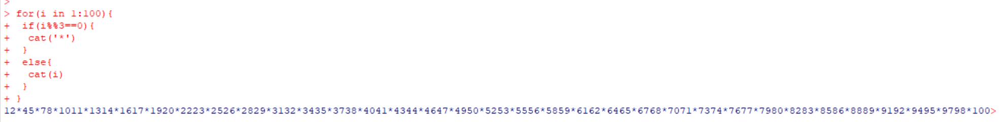 >
> for(i in 1:100){
+  if(i%%3==0){
+   cat('*')
+  }
+  else{
+   cat(i)
+  }
+ }
12*45*78*1011*1314*1617*1920*2223*2526*2829*3132*3435*3738*4041*4344*4647*4950*5253*5556*5859*6162*6465*6768*7071*7374*7677*7980*8283*8586*8889*9192*9495*9798*100>